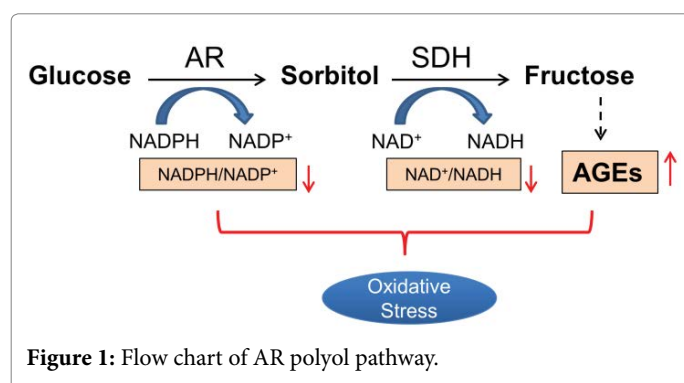 AR SDH
Glucose Sorbitol Fructose
NADPH NADP⁺ NAD⁺ NADH
NADPH/NADP⁺ NAD⁺/NADH AGEs
Oxidative
Stress
Figure 1: Flow chart of AR polyol pathway.